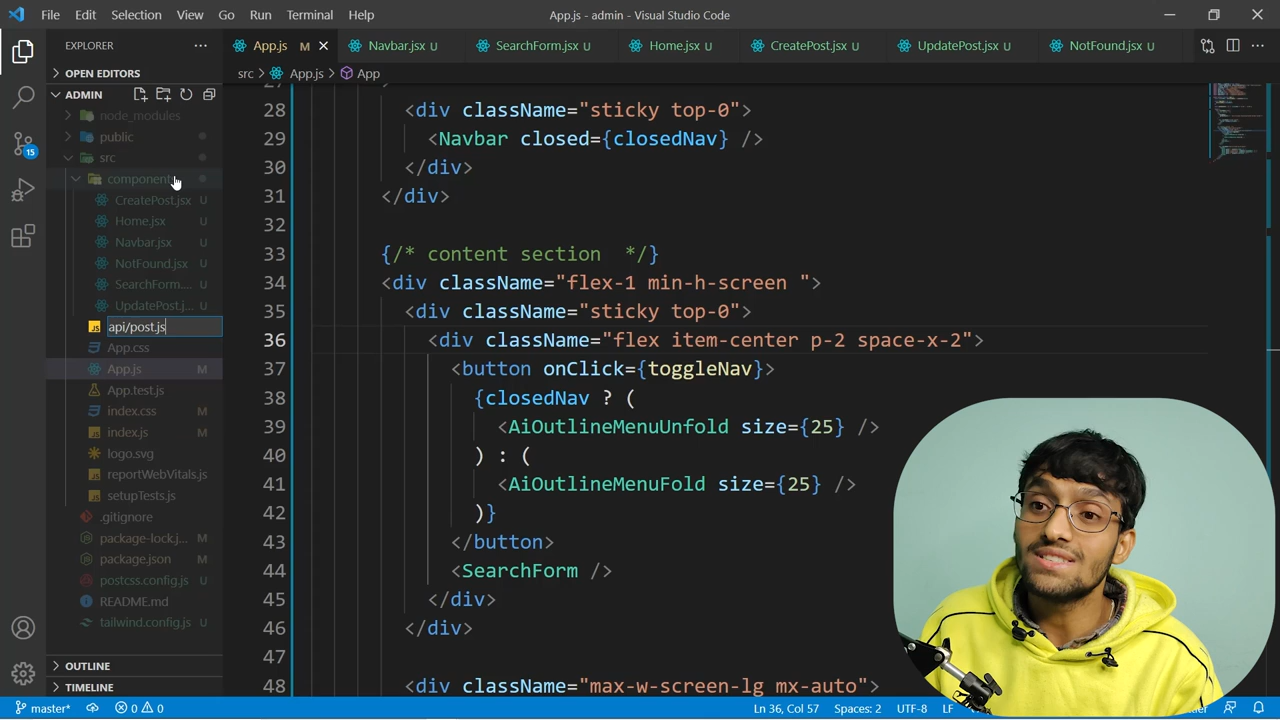 File Edit Selection View Go Run Terminal Help App.js - admin - Visual Studio Code
EXPLORER
App.js M
Navbar.jsx U
SearchForm.jsx U
Home.jsx U
CreatePost.jsx U
UpdatePost.jsx U
NotFound.jsx U
OPEN EDITORS
src > App.js > App
ADMIN
node_modules
public
src
component
CreatePost.jsx U
Home.jsx U
Navbar.jsx U
NotFound.jsx U
SearchForm.... U
UpdatePost.j... U
api/post.js
App.css
App.js M
App.test.js
index.css M
index.js M
logo.svg
reportWebVitals.js
setupTests.js
.gitignore
package-lock.j... M
package.json M
postcss.config.js U
README.md
tailwind.config.js U
OUTLINE
TIMELINE
15
28 <div className="sticky top-0">
29 <Navbar closed={closedNav} />
30 </div>
31 </div>
32
33 {/* content section */}
34 <div className="flex-1 min-h-screen ">
35 <div className="sticky top-0">
36 <div className="flex item-center p-2 space-x-2">
37 <button onClick={toggleNav}>
38 {closedNav ? (
39 <AiOutlineMenuUnfold size={25} />
40 ) : (
41 <AiOutlineMenuFold size={25} />
42 )}
43 </button>
44 <SearchForm />
45 </div>
46 </div>
47
48 <div className="max-w-screen-lg mx-auto">
master* 0 0 Ln 36, Col 57 Spaces: 2 UTF-8 LF